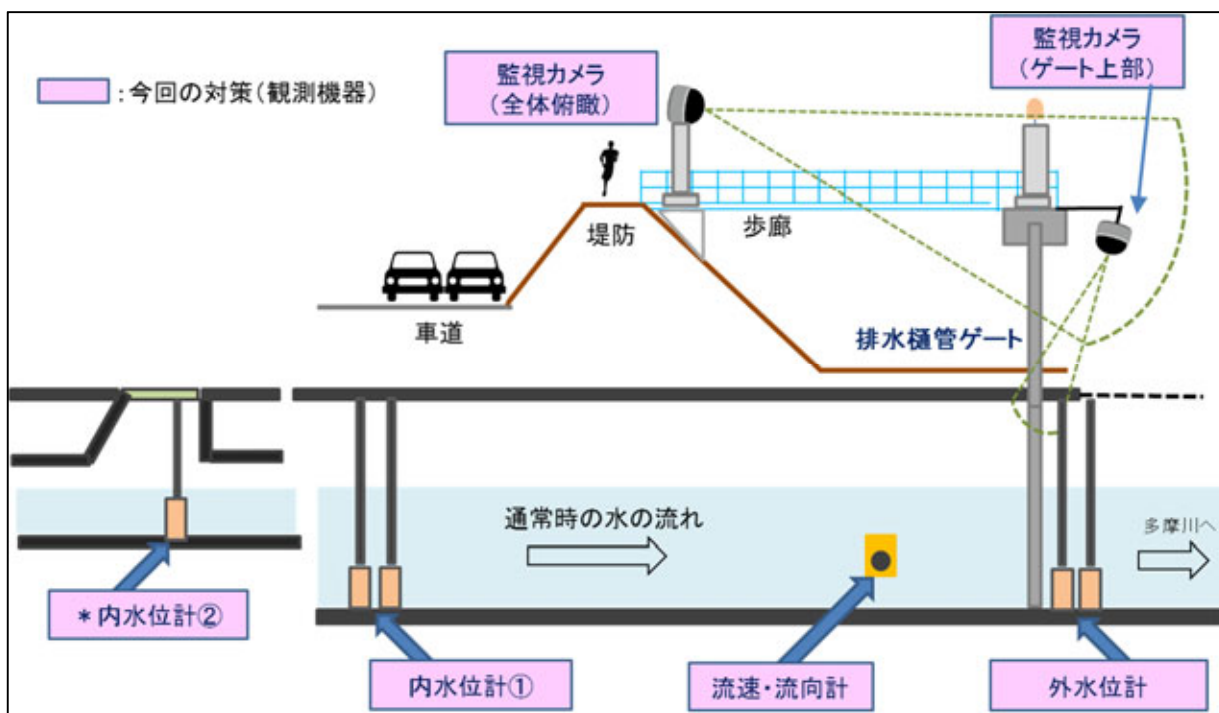 ：今回の対策（観測機器）
監視カメラ
（全体俯瞰）
監視カメラ
（ゲート上部）
堤防
歩廊
車道
排水樋管ゲート
通常時の水の流れ
多摩川へ
＊内水位計②
内水位計①
流速・流向計
外水位計